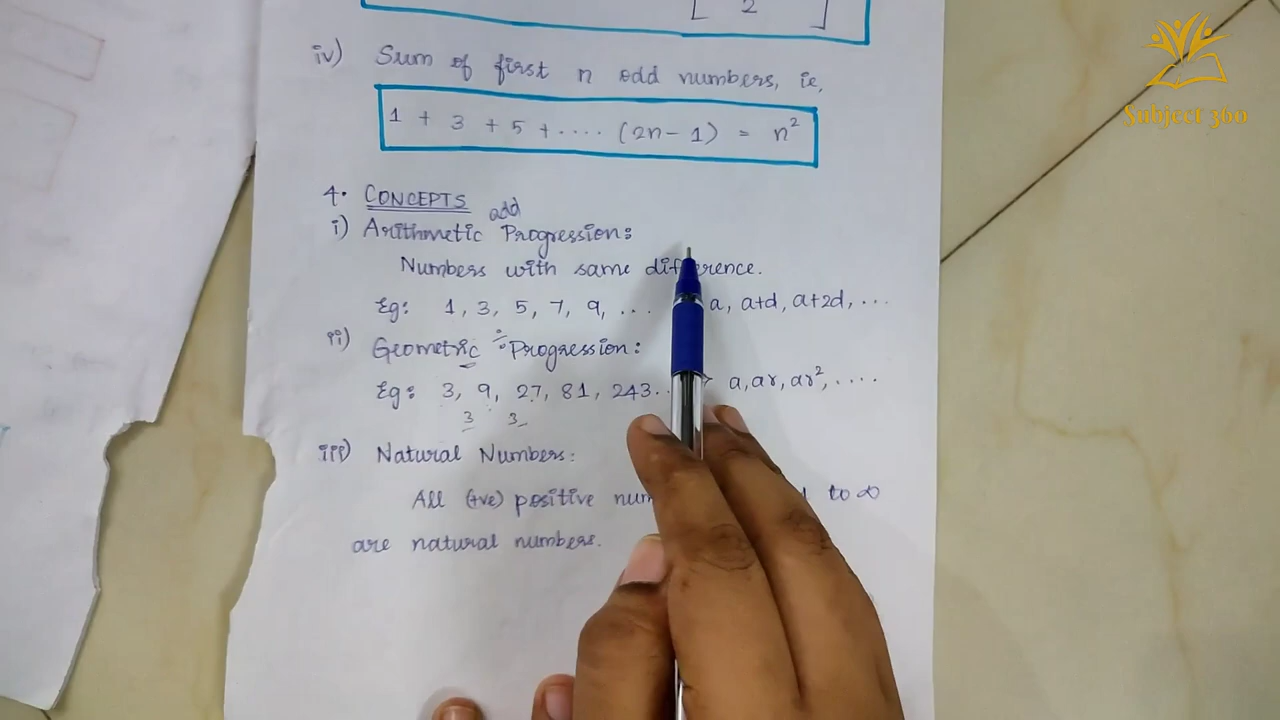 2
iv) Sum of first n odd numbers, ie,
1 + 3 + 5 + .... (2n - 1) = n²
4. CONCEPTS
add
i) Arithmetic Progression:
Numbers with same difference.
Eg: 1, 3, 5, 7, 9, ... a, a+d, a+2d, ...
ii) Geometric ÷ Progression:
Eg: 3, 9, 27, 81, 243.. a, ar, ar², ....
3 3
iii) Natural Numbers:
All (+ve) positive to ∞
are natural numbers.
Subject 360